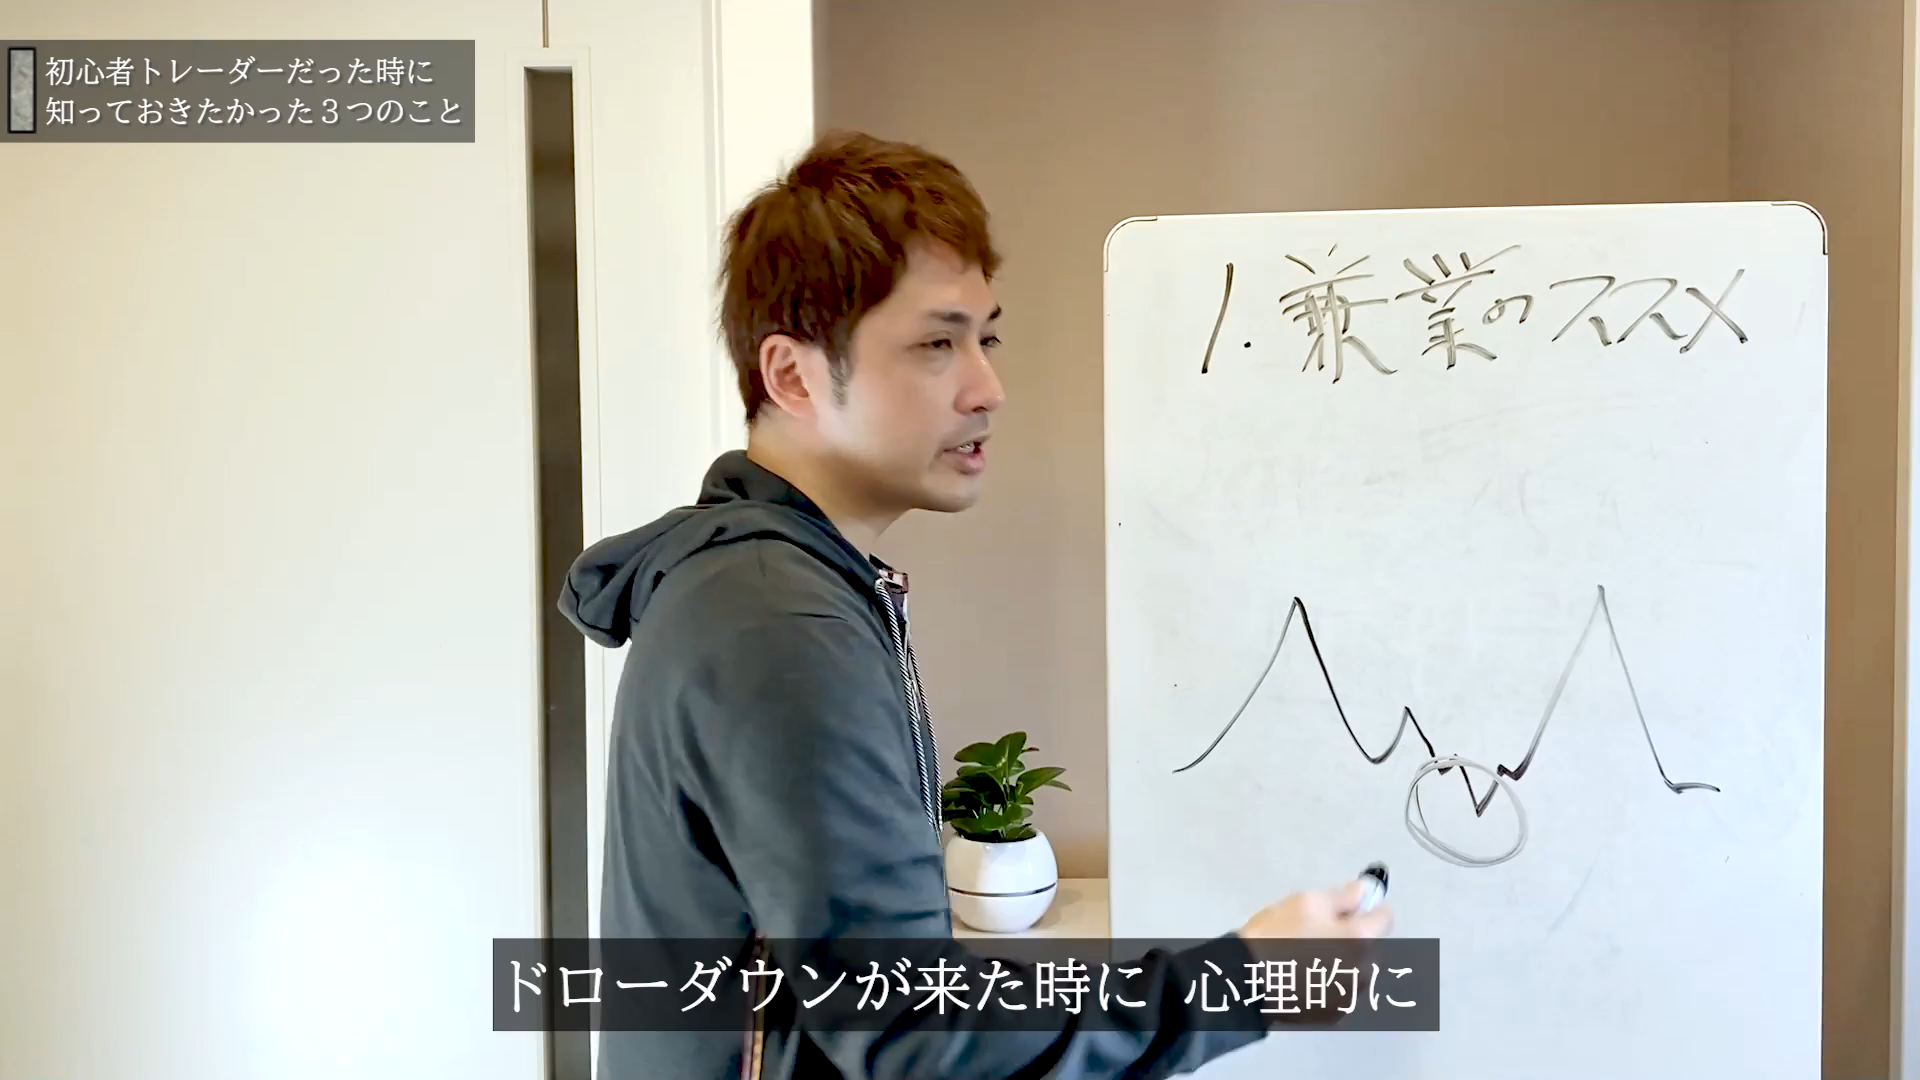 初心者トレーダーだった時に
知っておきたかった3つのこと
1. 兼業のススメ
ドローダウンが来た時に 心理的に